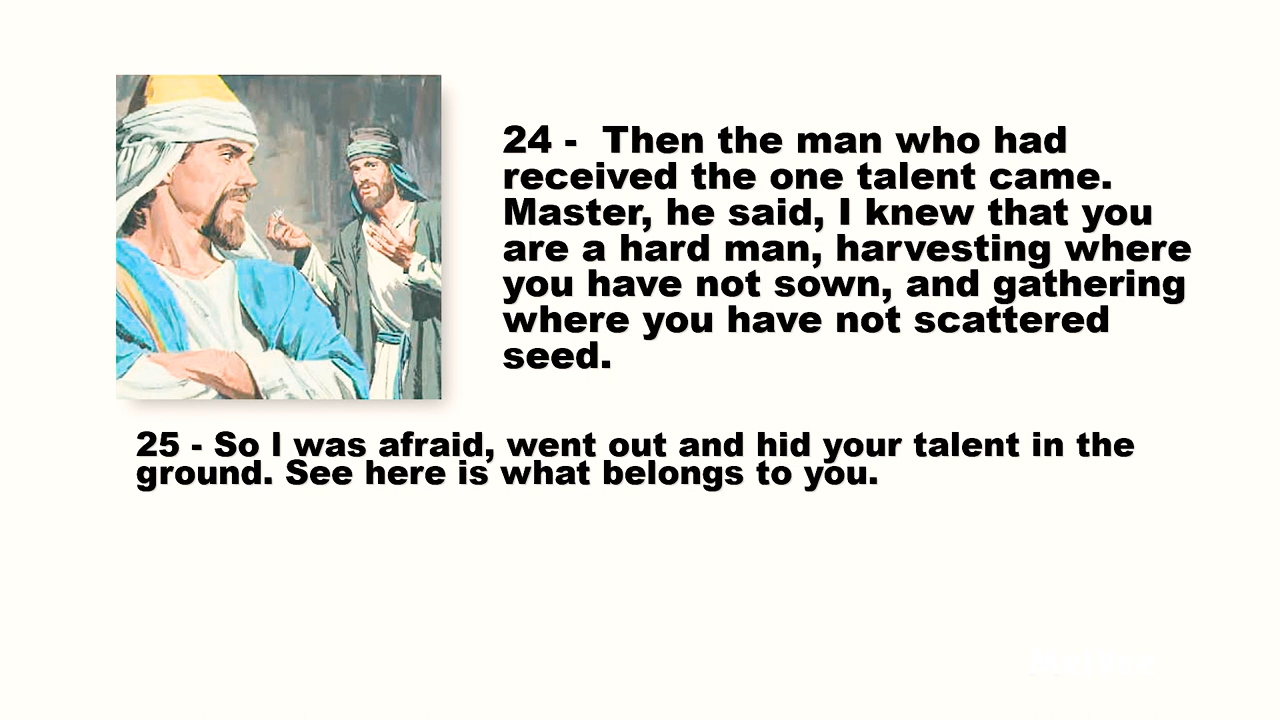 24 -  Then the man who had
received the one talent came.
Master, he said, I knew that you
are a hard man, harvesting where
you have not sown, and gathering
where you have not scattered
seed.
25 - So I was afraid, went out and hid your talent in the
ground. See here is what belongs to you.